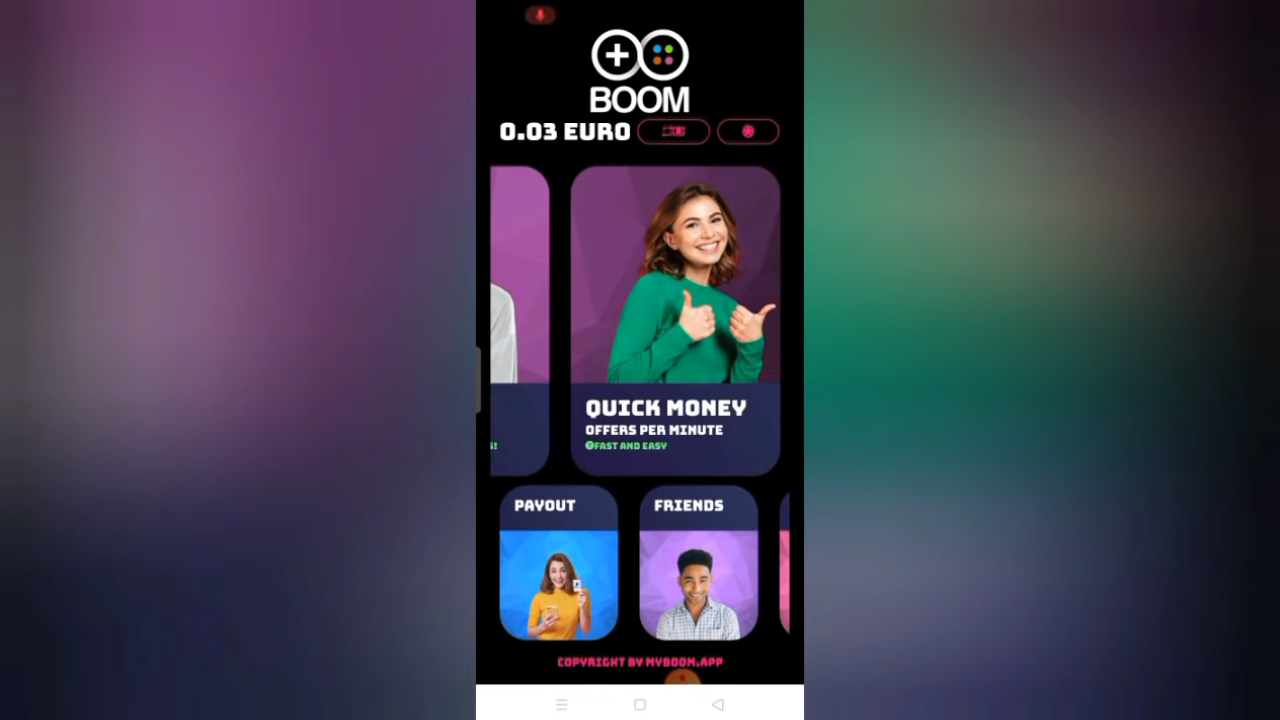 BOOM
0.03 EURO
QUICK MONEY
OFFERS PER MINUTE
FAST AND EASY
S!
PAYOUT
FRIENDS
COPYRIGHT BY MYBOOM.APP